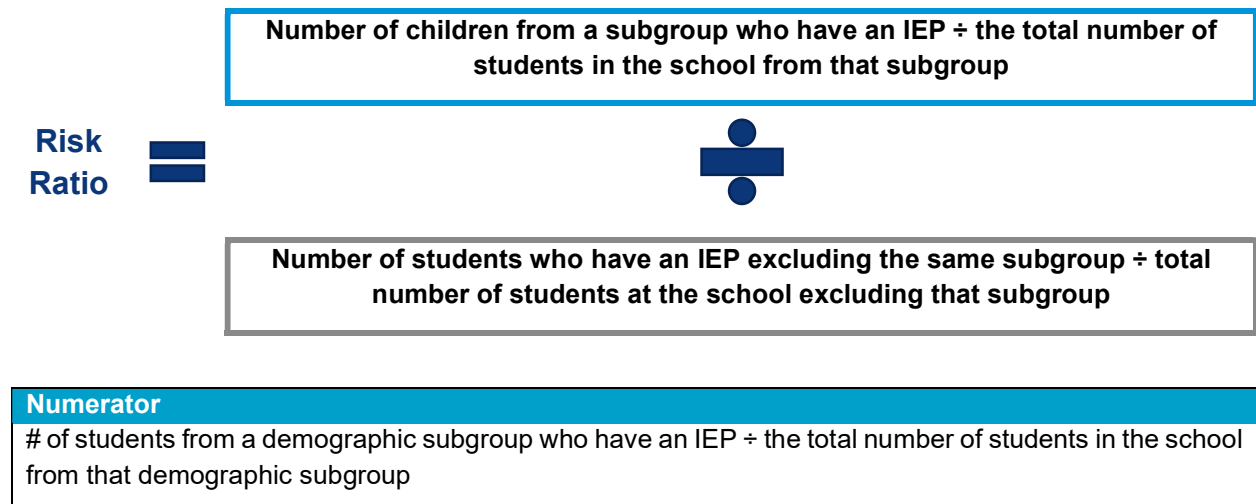 Number of children from a subgroup who have an IEP ÷ the total number of
students in the school from that subgroup
Risk
Ratio
=
÷
Number of students who have an IEP excluding the same subgroup ÷ total
number of students at the school excluding that subgroup
Numerator
# of students from a demographic subgroup who have an IEP ÷ the total number of students in the school
from that demographic subgroup